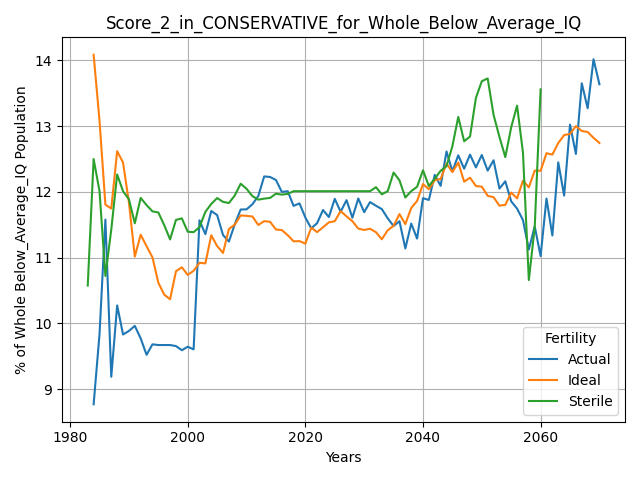 Score_2_in_CONSERVATIVE_for_Whole_Below_Average_IQ
% of Whole Below_Average_IQ Population
14
13
12
11
10
9
1980
2000
2020
2040
2060
Years
Fertility
Actual
Ideal
Sterile